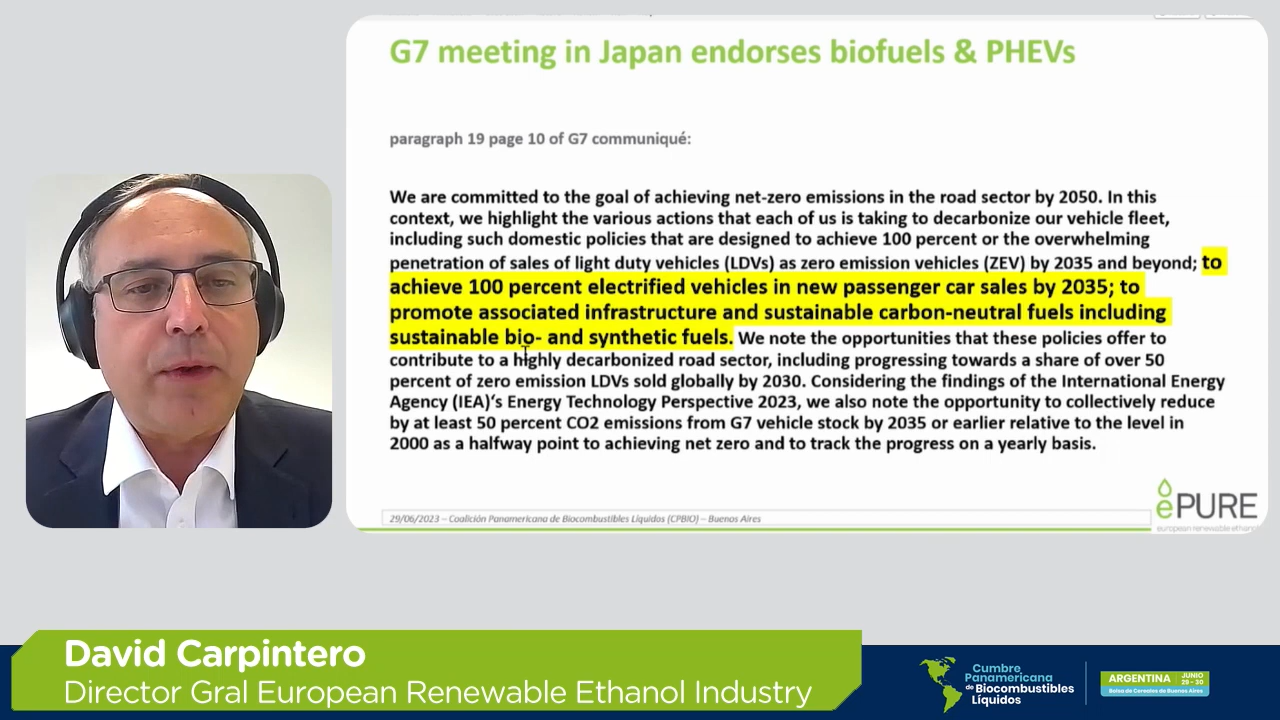 G7 meeting in Japan endorses biofuels & PHEVs
paragraph 19 page 10 of G7 communiqué:
We are committed to the goal of achieving net-zero emissions in the road sector by 2050. In this
context, we highlight the various actions that each of us is taking to decarbonize our vehicle fleet,
including such domestic policies that are designed to achieve 100 percent or the overwhelming
penetration of sales of light duty vehicles (LDVs) as zero emission vehicles (ZEV) by 2035 and beyond; to
achieve 100 percent electrified vehicles in new passenger car sales by 2035; to
promote associated infrastructure and sustainable carbon-neutral fuels including
sustainable bio- and synthetic fuels. We note the opportunities that these policies offer to
contribute to a highly decarbonized road sector, including progressing towards a share of over 50
percent of zero emission LDVs sold globally by 2030. Considering the findings of the International Energy
Agency (IEA)'s Energy Technology Perspective 2023, we also note the opportunity to collectively reduce
by at least 50 percent CO2 emissions from G7 vehicle stock by 2035 or earlier relative to the level in
2000 as a halfway point to achieving net zero and to track the progress on a yearly basis.
29/06/2023 – Coalición Panamericana de Biocombustibles Líquidos (CPBIO) – Buenos Aires
ePURE
european renewable ethanol
David Carpintero
Director Gral European Renewable Ethanol Industry
Cumbre
Panamericana
de Biocombustibles
Líquidos
ARGENTINA JUNIO
29 - 30
Bolsa de Cereales de Buenos Aires